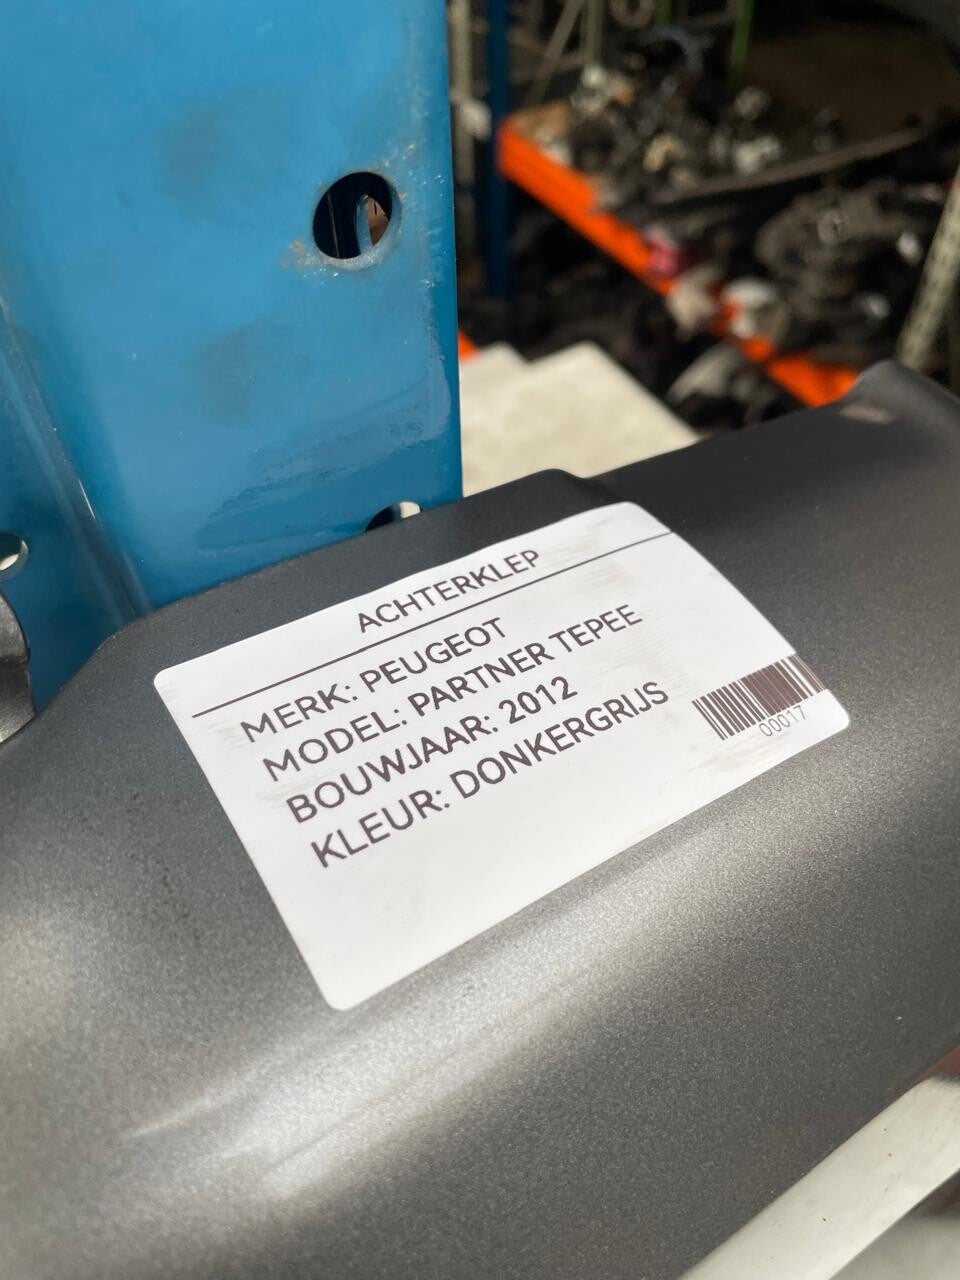 ACHTERKLEP
MERK: PEUGEOT
MODEL: PARTNER TEPEE
BOUWJAAR: 2012
KLEUR: DONKERGRIJS
00017